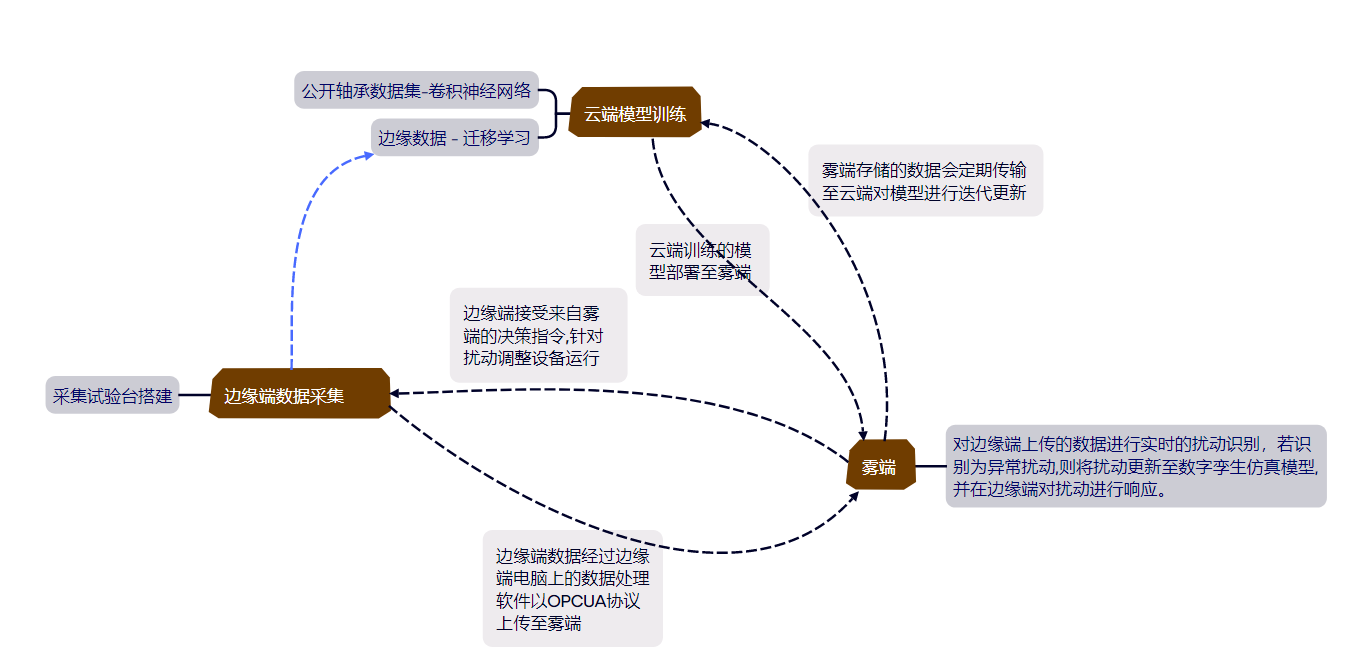 公开轴承数据集-卷积神经网络
云端模型训练
边缘数据 - 迁移学习
雾端存储的数据会定期传输
至云端对模型进行迭代更新
云端训练的模
型部署至雾端
边缘端接受来自雾
端的决策指令,针对
扰动调整设备运行
采集试验台搭建
边缘端数据采集
雾端
对边缘端上传的数据进行实时的扰动识别，若识
别为异常扰动,则将扰动更新至数字孪生仿真模型,
并在边缘端对扰动进行响应。
边缘端数据经过边缘
端电脑上的数据处理
软件以OPCUA协议
上传至雾端